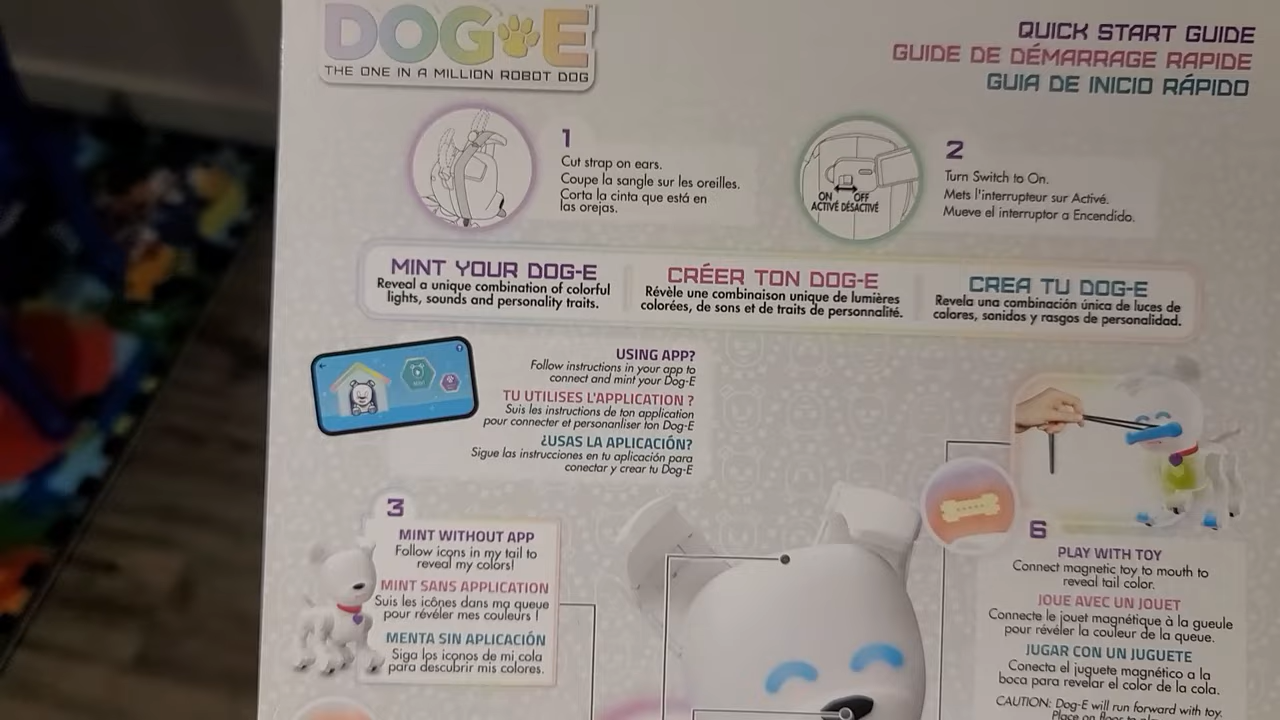 DOG-E
THE ONE IN A MILLION ROBOT DOG
QUICK START GUIDE
GUIDE DE DÉMARRAGE RAPIDE
GUIA DE INICIO RÁPIDO
1
Cut strap on ears.
Coupe la sangle sur les oreilles.
Corta la cinta que está en
las orejas.
ON OFF
ACTIVÉ DÉSACTIVÉ
2
Turn Switch to On.
Mets l'interrupteur sur Activé.
Mueve el interruptor a Encendido.
MINT YOUR DOG-E
Reveal a unique combination of colorful
lights, sounds and personality traits.
CRÉER TON DOG-E
Révèle une combinaison unique de lumières
colorées, de sons et de traits de personnalité.
CREA TU DOG-E
Revela una combinación única de luces de
colores, sonidos y rasgos de personalidad.
USING APP?
Follow instructions in your app to
connect and mint your Dog-E
TU UTILISES L'APPLICATION ?
Suis les instructions de ton application
pour connecter et personanliser ton Dog-E
¿USAS LA APLICACIÓN?
Sigue las instrucciones en tu aplicación para
conectar y crear tu Dog-E
3
MINT WITHOUT APP
Follow icons in my tail to
reveal my colors!
MINT SANS APPLICATION
Suis les icônes dans ma queue
pour révéler mes couleurs !
MENTA SIN APLICACIÓN
Siga los iconos de mi cola
para descubrir mis colores.
6
PLAY WITH TOY
Connect magnetic toy to mouth to
reveal tail color.
JOUE AVEC UN JOUET
Connecte le jouet magnétique à la gueule
pour révéler la couleur de la queue.
JUGAR CON UN JUGUETE
Conecta el juguete magnético a la
boca para revelar el color de la cola.
CAUTION: Dog-E will run forward with toy.
Place on floor to